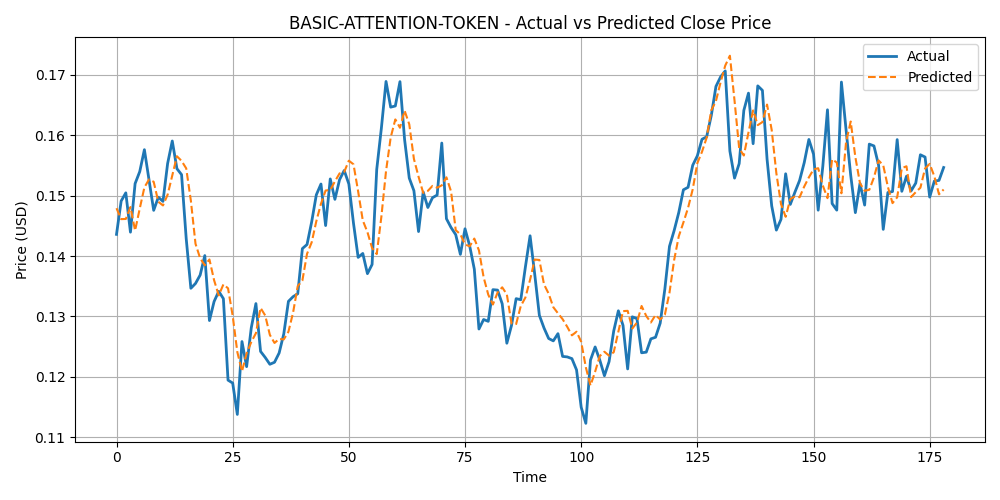 BASIC-ATTENTION-TOKEN - Actual vs Predicted Close Price
Actual
Predicted
Price (USD)
0.17
0.16
0.15
0.14
0.13
0.12
0.11
0 25 50 75 100 125 150 175
Time